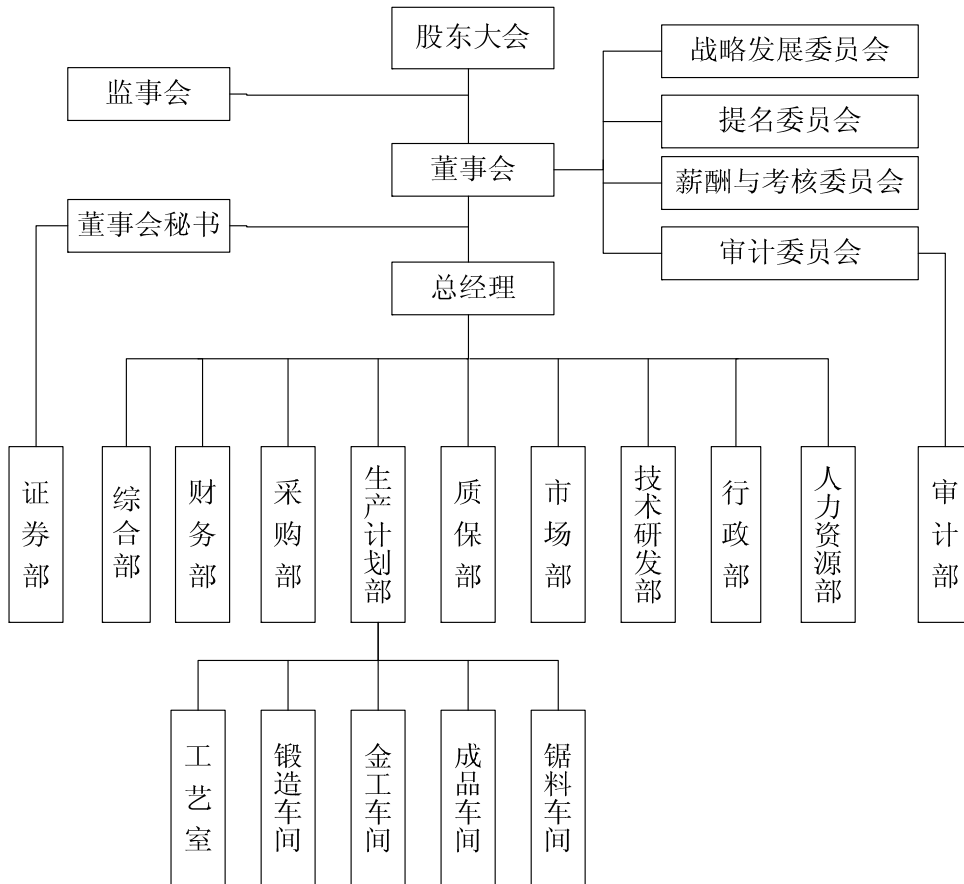 股东大会
战略发展委员会
监事会
提名委员会
董事会
薪酬与考核委员会
董事会秘书
审计委员会
总经理
证券部
综合部
财务部
采购部
生产计划部
质保部
市场部
技术研发部
行政部
人力资源部
审计部
工艺室
锻造车间
金工车间
成品车间
锯料车间